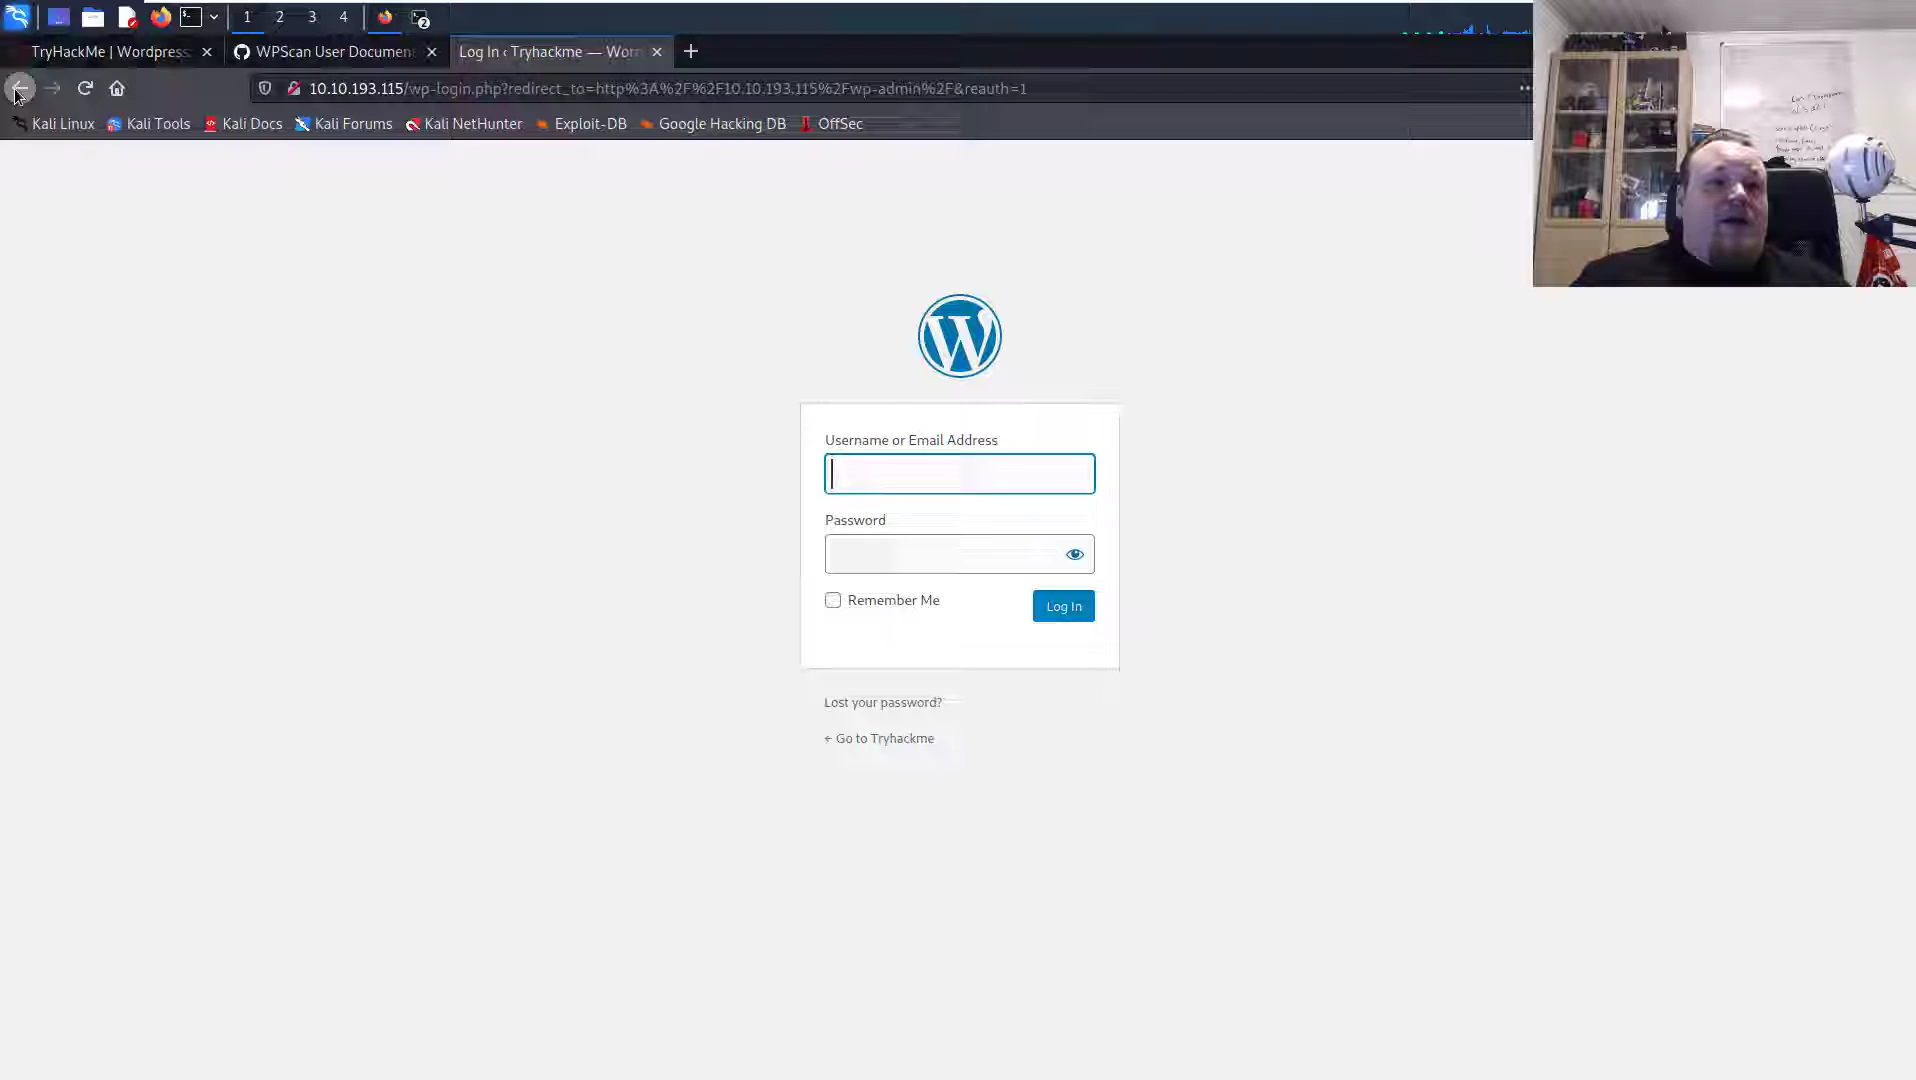 1 2 3 4 2
TryHackMe | Wordpress: WPScan User Document Log In ‹ Tryhackme — Wor
10.10.193.115/wp-login.php?redirect_to=http%3A%2F%2F10.10.193.115%2Fwp-admin%2F&reauth=1
Kali Linux Kali Tools Kali Docs Kali Forums Kali NetHunter Exploit-DB Google Hacking DB OffSec
Username or Email Address
Password
Remember Me Log In
Lost your password?
← Go to Tryhackme